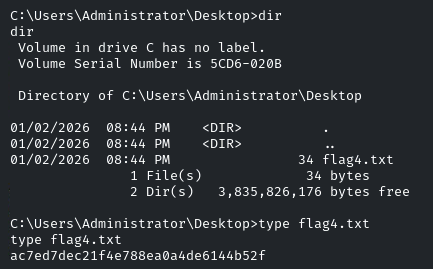 C:\Users\Administrator\Desktop>dir
dir
 Volume in drive C has no label.
 Volume Serial Number is 5CD6-020B

 Directory of C:\Users\Administrator\Desktop

01/02/2026  08:44 PM    <DIR>          .
01/02/2026  08:44 PM    <DIR>          ..
01/02/2026  08:44 PM                34 flag4.txt
               1 File(s)             34 bytes
               2 Dir(s)   3,835,826,176 bytes free

C:\Users\Administrator\Desktop>type flag4.txt
type flag4.txt
ac7ed7dec21f4e788ea0a4de6144b52f